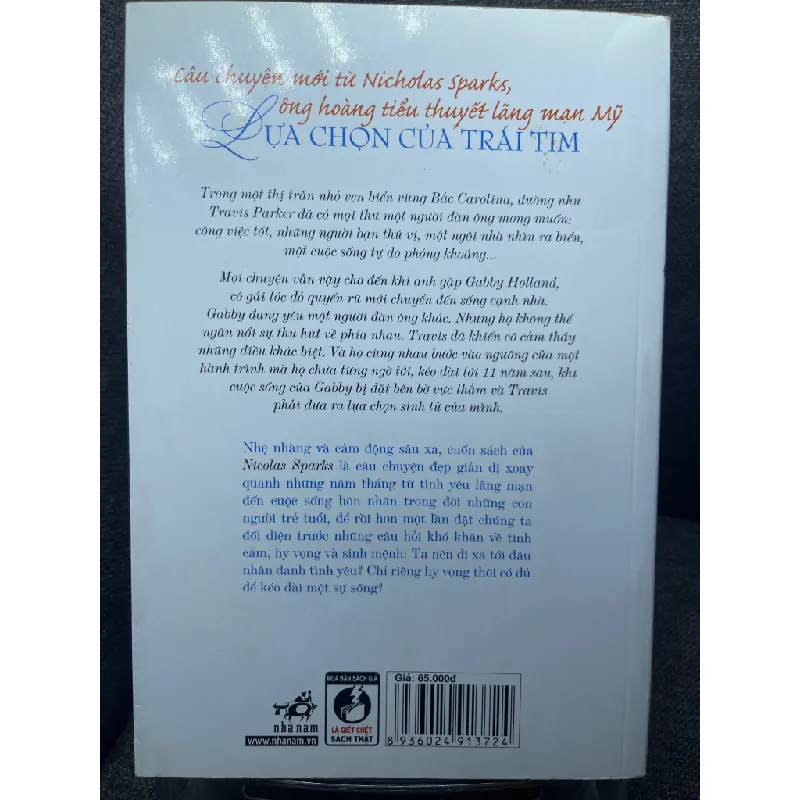 Câu chuyện mới từ Nicholas Sparks,
ông hoàng tiểu thuyết lãng mạn Mỹ
LỰA CHỌN CỦA TRÁI TIM
Trong một thị trấn nhỏ ven biển vùng Bắc Carolina, dường như
Travis Parker đã có mọi thứ một người đàn ông mong muốn:
công việc tốt, những người bạn thú vị, một ngôi nhà nhìn ra biển,
một cuộc sống tự do phóng khoáng...
Mọi chuyện vẫn vậy cho đến khi anh gặp Gabby Holland,
cô gái tóc đỏ quyến rũ mới chuyển đến sống cạnh nhà.
Gabby đang yêu một người đàn ông khác. Nhưng họ không thể
ngăn nổi sự thu hút về phía nhau. Travis đã khiến cô cảm thấy
những điều khác biệt. Và họ cùng nhau bước vào ngưỡng của một
hành trình mà họ chưa từng ngờ tới, kéo dài tới 11 năm sau, khi
cuộc sống của Gabby bị đặt bên bờ vực thẳm và Travis
phải đưa ra lựa chọn sinh tử của mình.
Nhẹ nhàng và cảm động sâu xa, cuốn sách của
Nicolas Sparks là câu chuyện đẹp giản dị xoay
quanh những năm tháng từ tình yêu lãng mạn
đến cuộc sống hôn nhân trong đời những con
người trẻ tuổi, để rồi hơn một lần đặt chúng ta
đối diện trước những câu hỏi khó khăn về tình
cảm, hy vọng và sinh mệnh: Ta nên đi xa tới đâu
nhân danh tình yêu? Chỉ riêng hy vọng thôi có đủ
để kéo dài một sự sống?
nhã nam
www.nhanam.vn
MUA BÁN SÁCH GIẢ
LÀ GIẾT CHẾT
SÁCH THẬT
Giá: 65.000đ
8 936024 913724